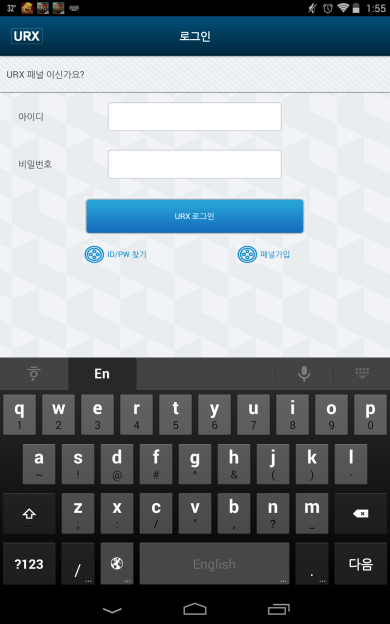 32° 1:55
URX 로그인
URX 패널 이신가요?
아이디
비밀번호
URX 로그인
ID/PW 찾기 패널가입
ㅎ En
q w e r t y u i o p
1 2 3 4 5 6 7 8 9 0
a s d f g h j k l
~ ! @ # ^ & ( ) -
z x c v b n m
; : / " , ? _
?123 / ... ... English ... . ... 다음